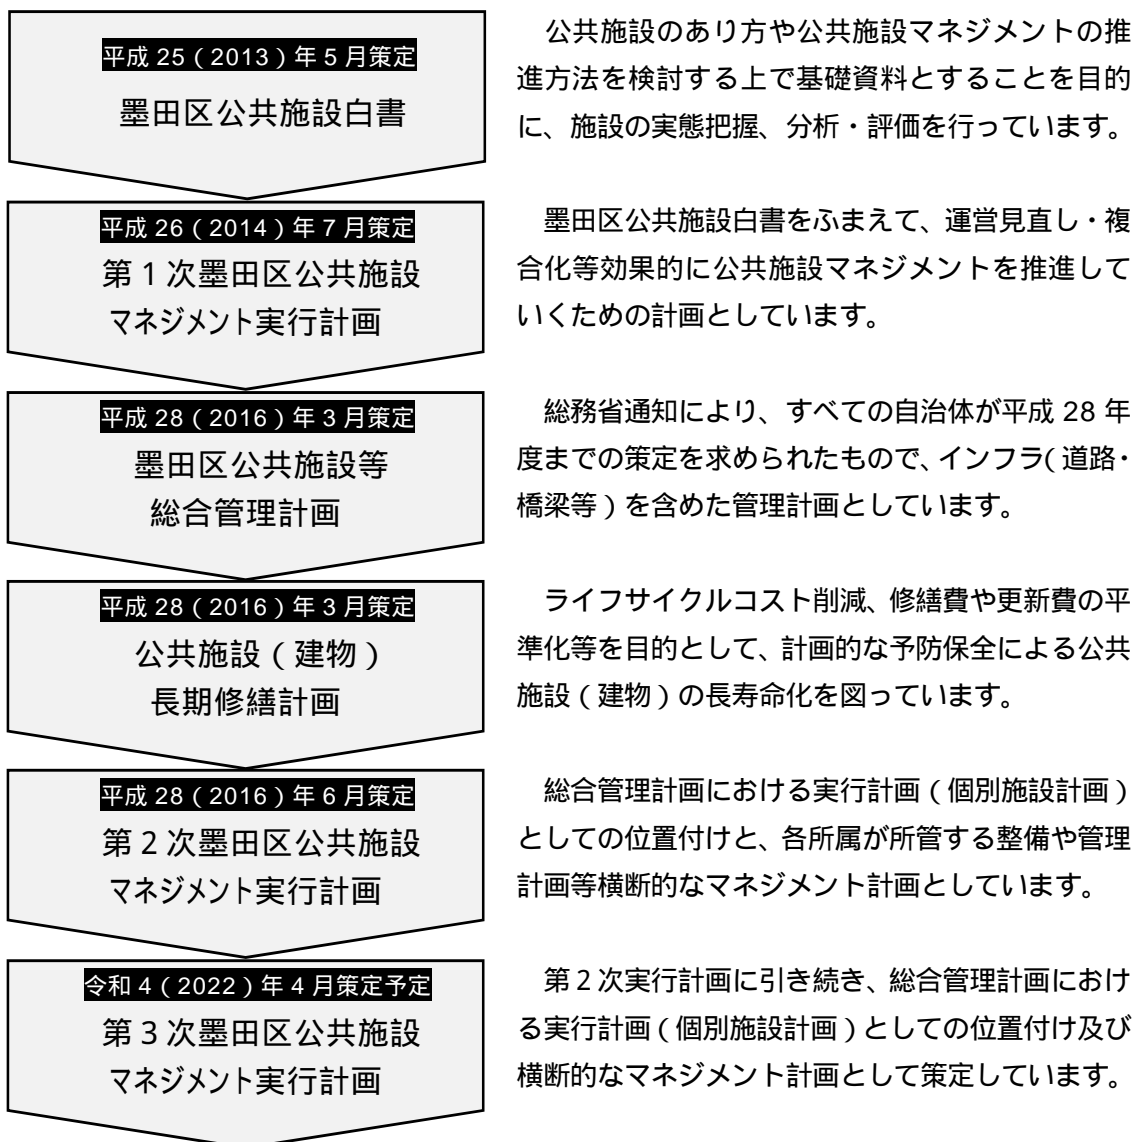 平成 25（2013）年 5 月策定
墨田区公共施設白書
公共施設のあり方や公共施設マネジメントの推
進方法を検討する上で基礎資料とすることを目的
に、施設の実態把握、分析・評価を行っています。
平成 26（2014）年 7 月策定
第 1 次墨田区公共施設
マネジメント実行計画
墨田区公共施設白書をふまえて、運営見直し・複
合化等効果的に公共施設マネジメントを推進して
いくための計画としています。
平成 28（2016）年 3 月策定
墨田区公共施設等
総合管理計画
総務省通知により、すべての自治体が平成 28 年
度までの策定を求められたもので、インフラ（道路・
橋梁等）を含めた管理計画としています。
平成 28（2016）年 3 月策定
公共施設（建物）
長期修繕計画
ライフサイクルコスト削減、修繕費や更新費の平
準化等を目的として、計画的な予防保全による公共
施設（建物）の長寿命化を図っています。
平成 28（2016）年 6 月策定
第 2 次墨田区公共施設
マネジメント実行計画
総合管理計画における実行計画（個別施設計画）
としての位置付けと、各所属が所管する整備や管理
計画等横断的なマネジメント計画としています。
令和 4（2022）年 4 月策定予定
第 3 次墨田区公共施設
マネジメント実行計画
第 2 次実行計画に引き続き、総合管理計画におけ
る実行計画（個別施設計画）としての位置付け及び
横断的なマネジメント計画として策定しています。